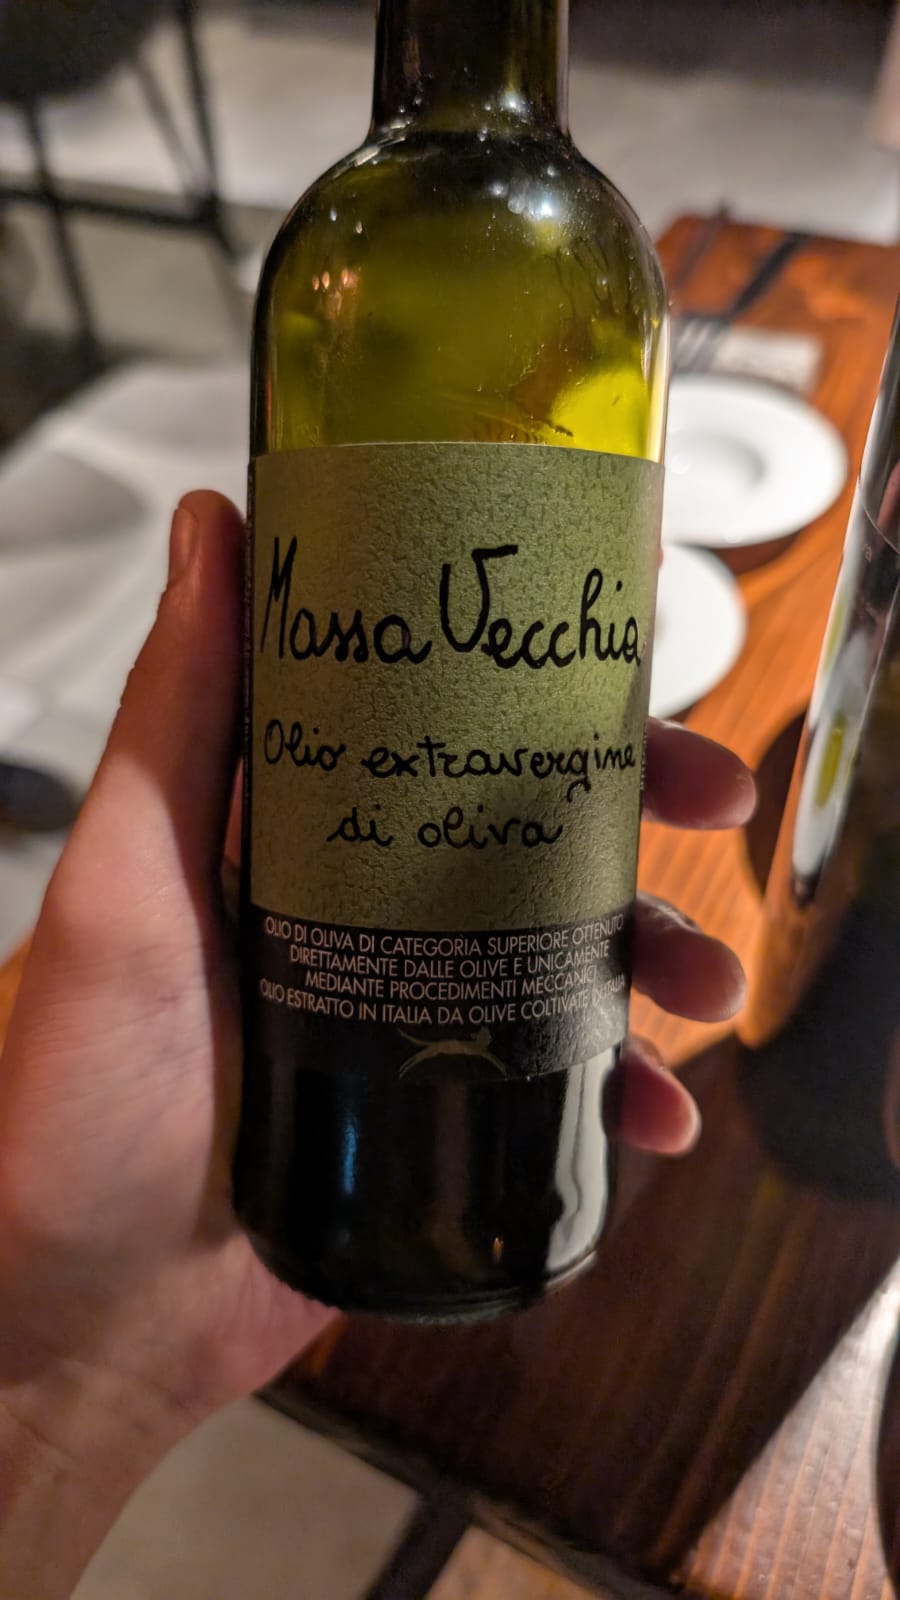 Massa Vecchia
Olio extravergine
di oliva
OLIO DI OLIVA DI CATEGORIA SUPERIORE OTTENUTO
DIRETTAMENTE DALLE OLIVE E UNICAMENTE
MEDIANTE PROCEDIMENTI MECCANICI
OLIO ESTRATTO IN ITALIA DA OLIVE COLTIVATE IN ITALIA